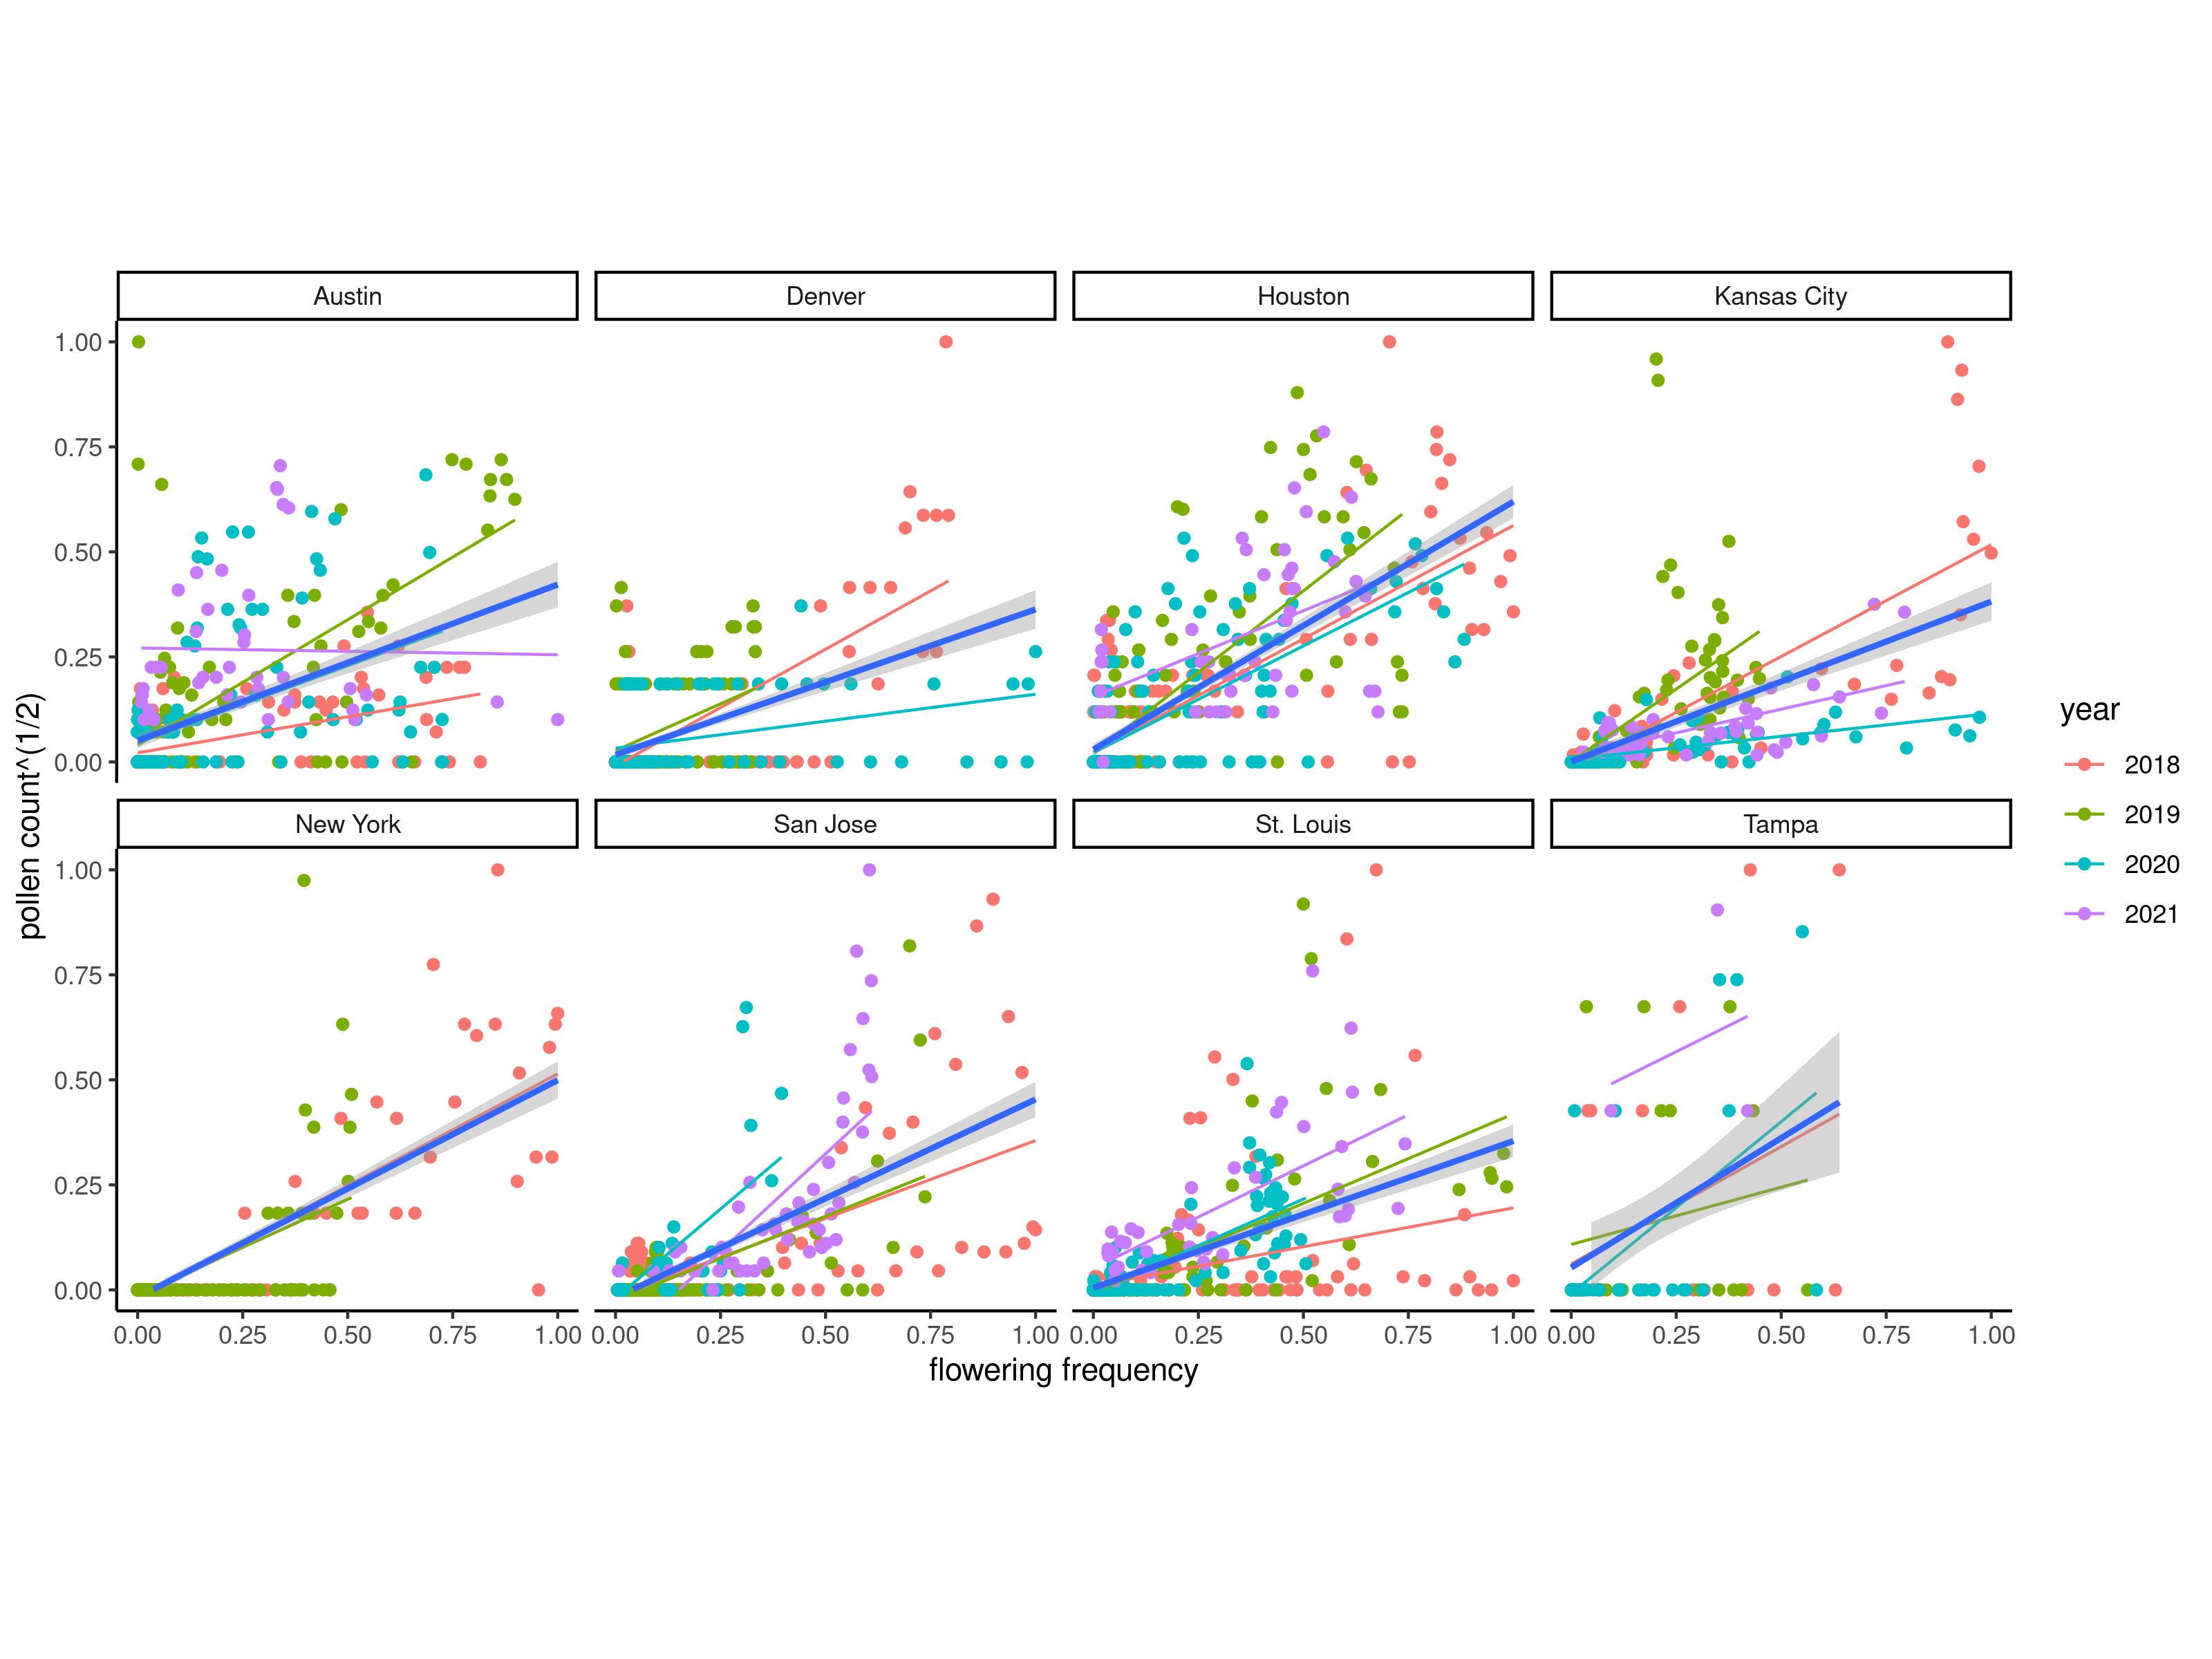 Austin Denver Houston Kansas City
1.00
0.75
0.50
0.25
0.00
New York San Jose St. Louis Tampa
1.00
0.75
0.50
0.25
0.00
0.00 0.25 0.50 0.75 1.00 0.00 0.25 0.50 0.75 1.00 0.00 0.25 0.50 0.75 1.00 0.00 0.25 0.50 0.75 1.00
flowering frequency
pollen count^(1/2)
year
2018
2019
2020
2021